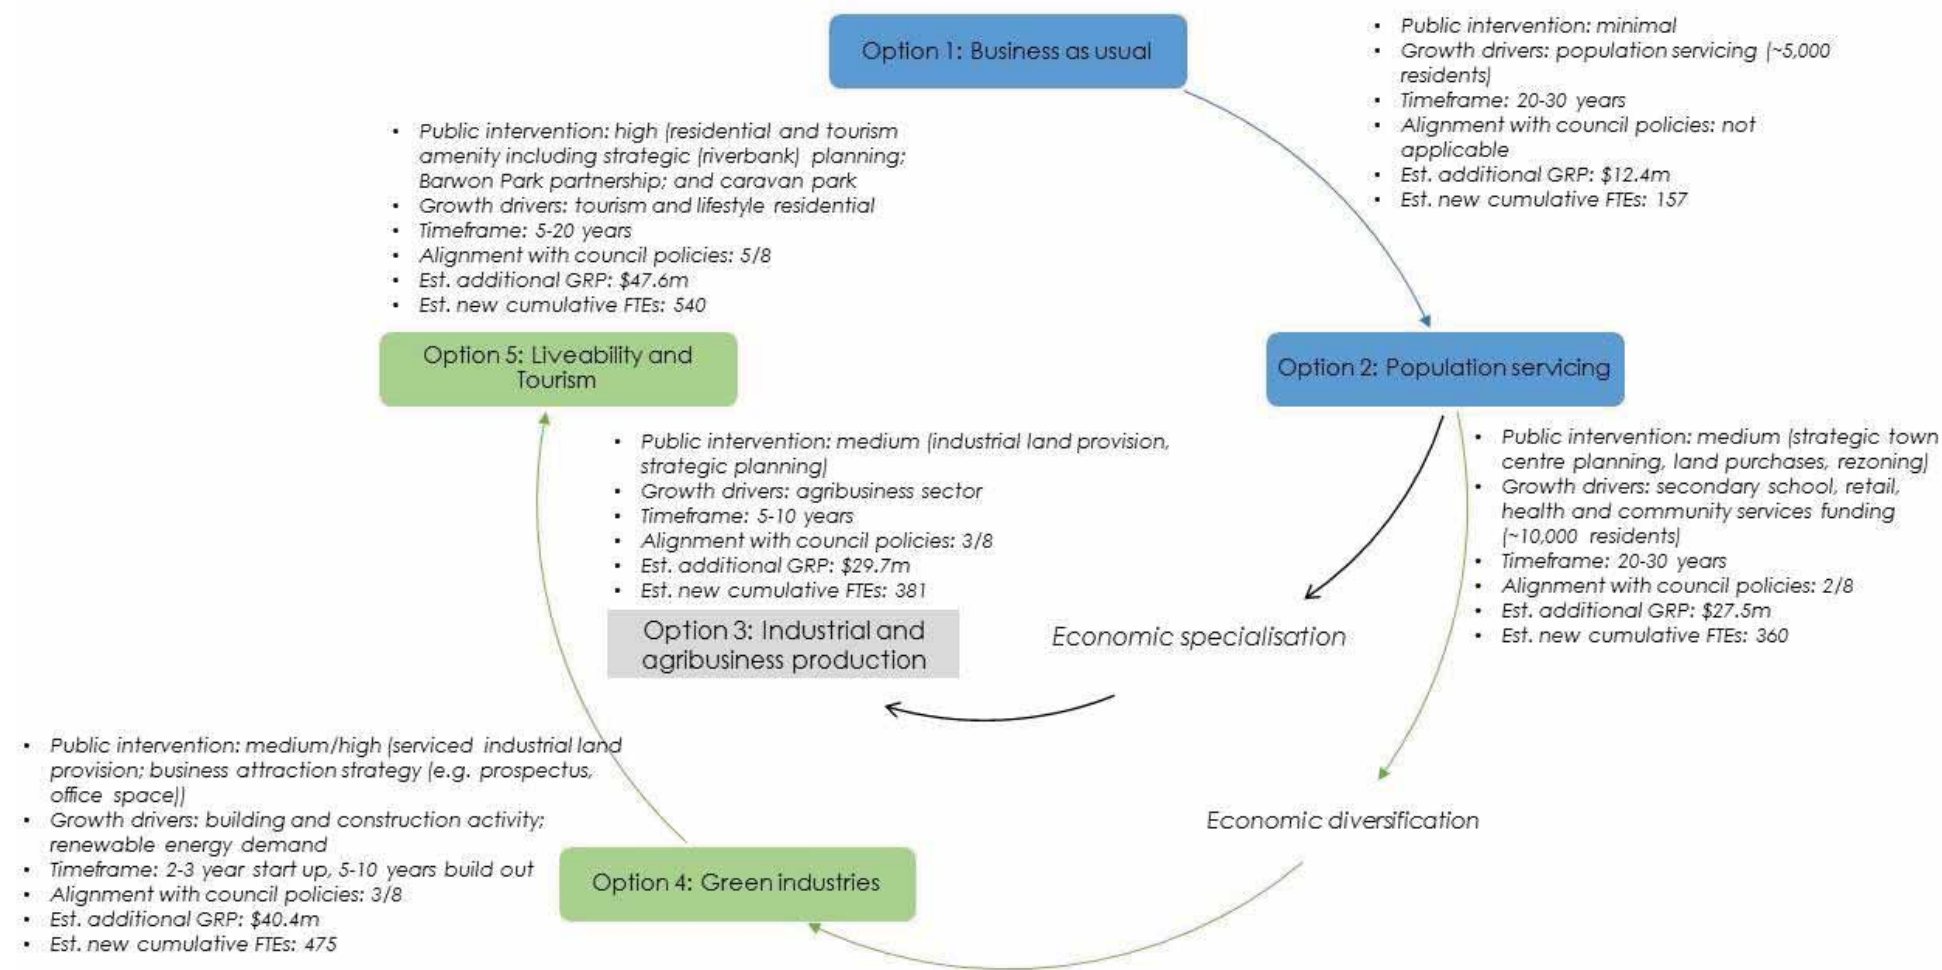 Option 1: Business as usual
• Public intervention: minimal
• Growth drivers: population servicing (~5,000
residents)
• Timeframe: 20-30 years
• Alignment with council policies: not
applicable
• Est. additional GRP: $12.4m
• Est. new cumulative FTEs: 157
• Public intervention: high (residential and tourism
amenity including strategic (riverbank) planning;
Barwon Park partnership; and caravan park
• Growth drivers: tourism and lifestyle residential
• Timeframe: 5-20 years
• Alignment with council policies: 5/8
• Est. additional GRP: $47.6m
• Est. new cumulative FTEs: 540
Option 5: Liveability and
Tourism
Option 2: Population servicing
• Public intervention: medium (strategic town
centre planning, land purchases, rezoning)
• Growth drivers: secondary school, retail,
health and community services funding
(~10,000 residents)
• Timeframe: 20-30 years
• Alignment with council policies: 2/8
• Est. additional GRP: $27.5m
• Est. new cumulative FTEs: 360
• Public intervention: medium (industrial land provision,
strategic planning)
• Growth drivers: agribusiness sector
• Timeframe: 5-10 years
• Alignment with council policies: 3/8
• Est. additional GRP: $29.7m
• Est. new cumulative FTEs: 381
Option 3: Industrial and
agribusiness production
Economic specialisation
Economic diversification
• Public intervention: medium/high (serviced industrial land
provision; business attraction strategy (e.g. prospectus,
office space))
• Growth drivers: building and construction activity;
renewable energy demand
• Timeframe: 2-3 year start up, 5-10 years build out
• Alignment with council policies: 3/8
• Est. additional GRP: $40.4m
• Est. new cumulative FTEs: 475
Option 4: Green industries